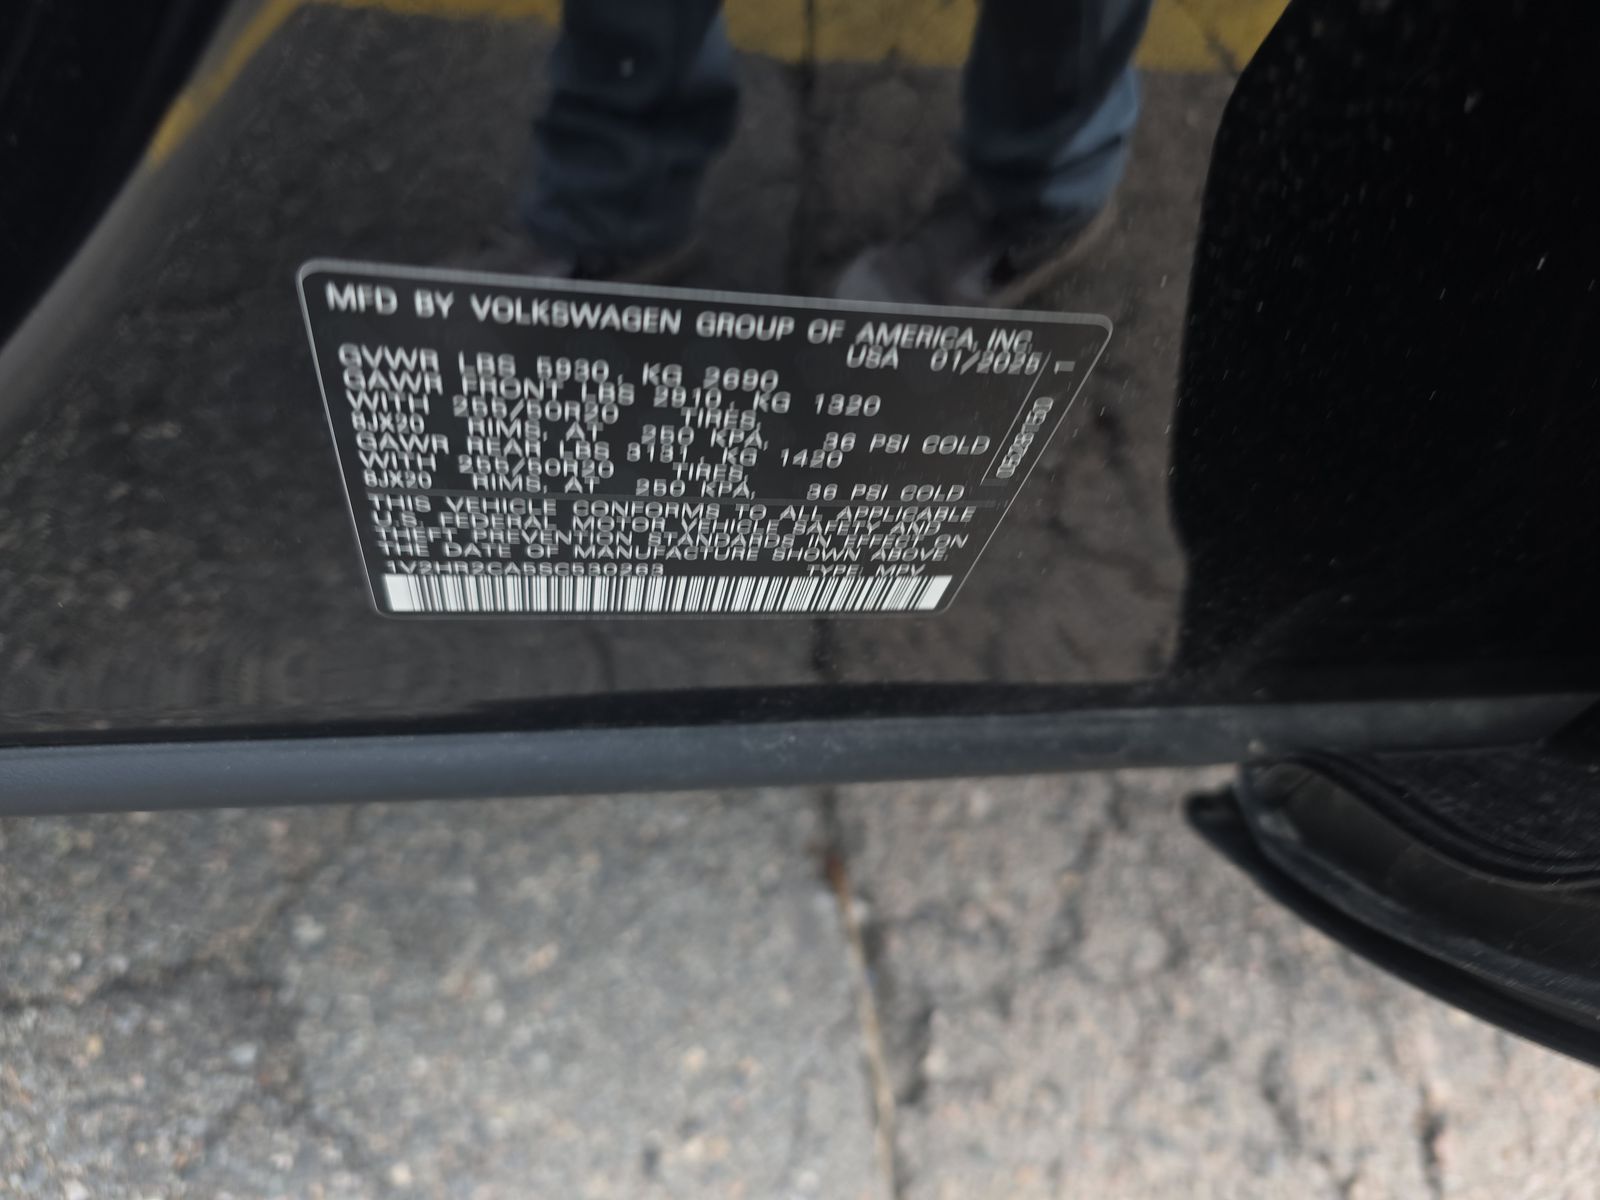 MFD BY VOLKSWAGEN GROUP OF AMERICA, INC.
USA 01/2025 1
GVWR LBS 5930, KG 2690
GAWR FRONT LBS 2910, KG 1320
WITH 255/50R20 TIRES,
8JX20 RIMS, AT 250 KPA, 36 PSI COLD
GAWR REAR LBS 3131, KG 1420
WITH 255/50R20 TIRES,
8JX20 RIMS, AT 250 KPA, 36 PSI COLD
THIS VEHICLE CONFORMS TO ALL APPLICABLE
U.S. FEDERAL MOTOR VEHICLE SAFETY AND
THEFT PREVENTION STANDARDS IN EFFECT ON
THE DATE OF MANUFACTURE SHOWN ABOVE.
1V2HR2CA5SC530263 TYPE: MPV